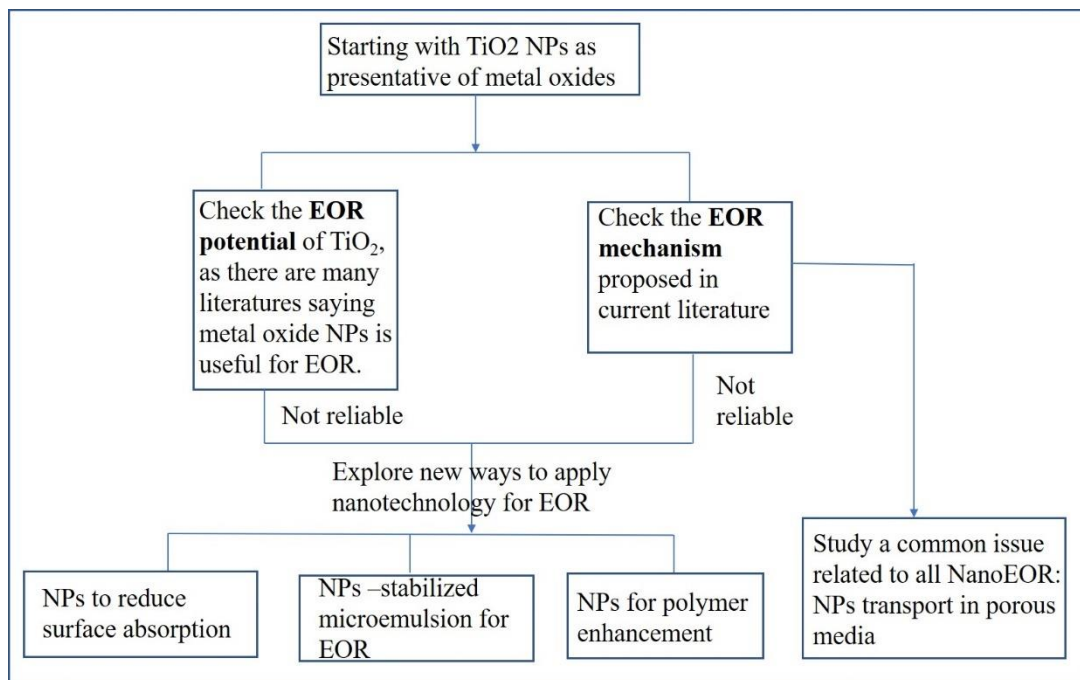 Starting with TiO2 NPs as
presentative of metal oxides
Check the EOR
potential of TiO₂,
as there are many
literatures saying
metal oxide NPs is
useful for EOR.
Check the EOR
mechanism
proposed in
current literature
Not reliable
Not
reliable
Explore new ways to apply
nanotechnology for EOR
NPs to reduce
surface absorption
NPs –stabilized
microemulsion for
EOR
NPs for polymer
enhancement
Study a common issue
related to all NanoEOR:
NPs transport in porous
media